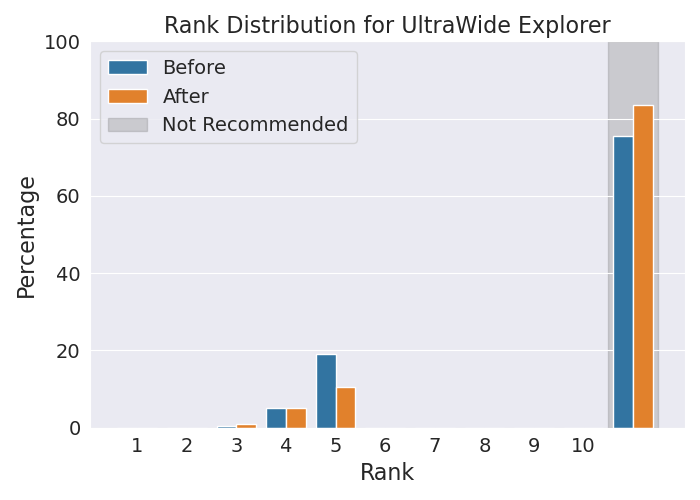 Rank Distribution for UltraWide Explorer
100
80
60
40
20
0
Percentage
Before
After
Not Recommended
1 2 3 4 5 6 7 8 9 10
Rank